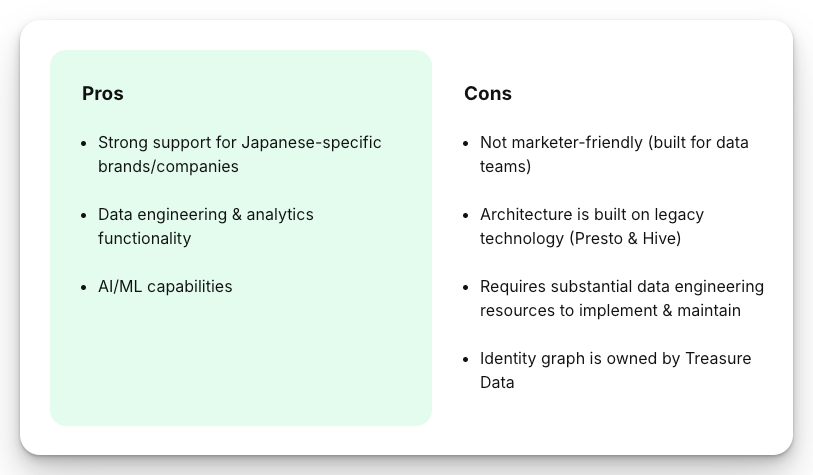 Pros
• Strong support for Japanese-specific
brands/companies
• Data engineering & analytics
functionality
• AI/ML capabilities
Cons
• Not marketer-friendly (built for data
teams)
• Architecture is built on legacy
technology (Presto & Hive)
• Requires substantial data engineering
resources to implement & maintain
• Identity graph is owned by Treasure
Data